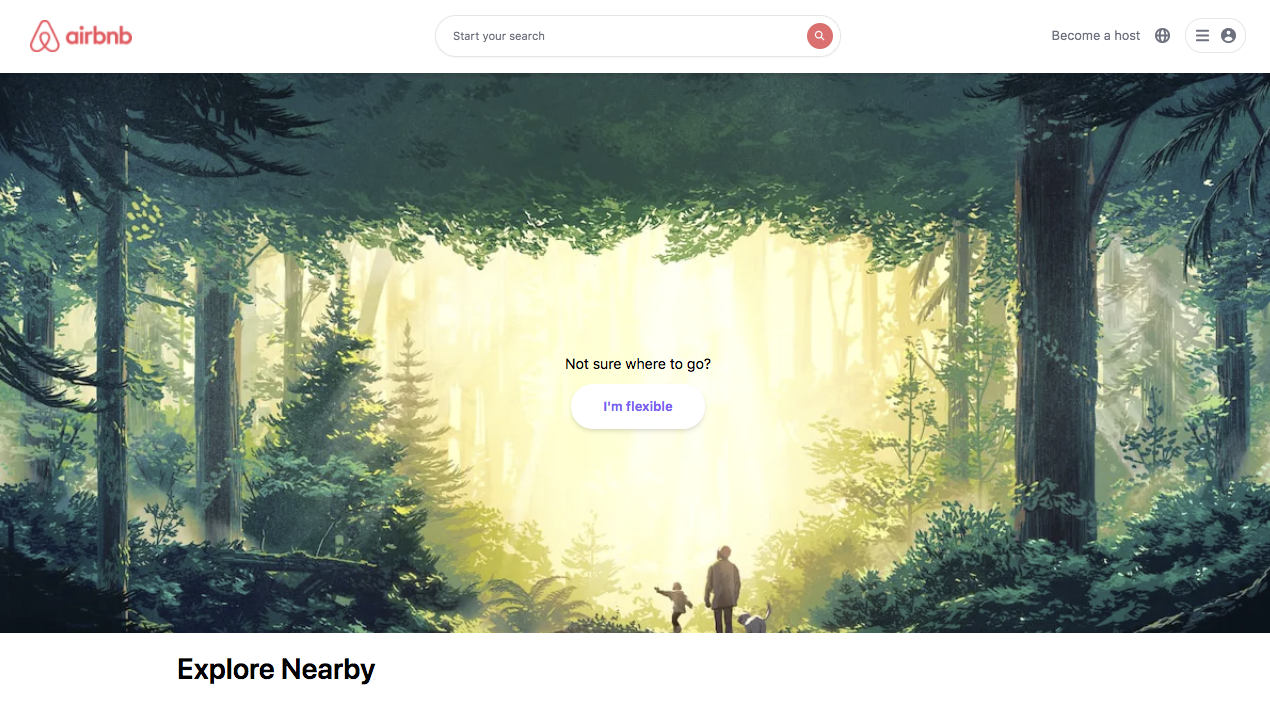 airbnb
Start your search
Become a host
Not sure where to go?
I'm flexible
Explore Nearby